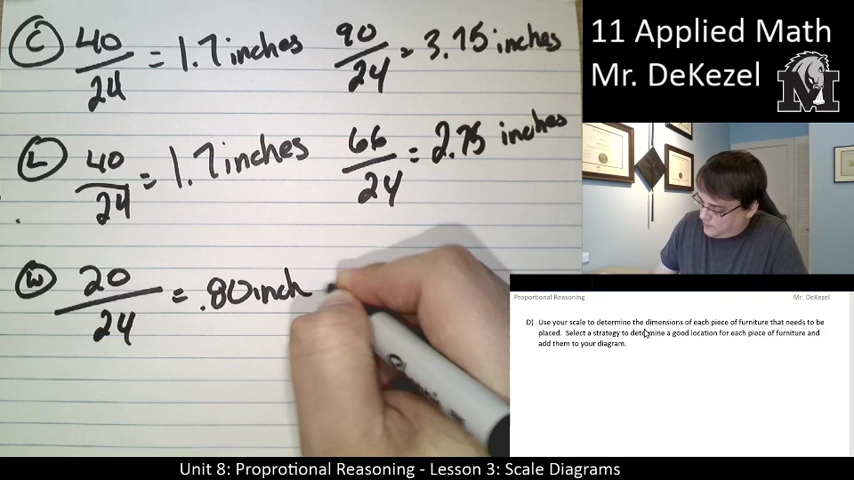 C 40/24 = 1.7 inches 90/24 = 3.75 inches
L 40/24 = 1.7 inches 66/24 = 2.75 inches
W 20/24 = .80 inch
11 Applied Math
Mr. DeKezel
M
Proportional Reasoning Mr. DeKezel
D) Use your scale to determine the dimensions of each piece of furniture that needs to be
placed. Select a strategy to determine a good location for each piece of furniture and
add them to your diagram.
Unit 8: Proprotional Reasoning - Lesson 3: Scale Diagrams